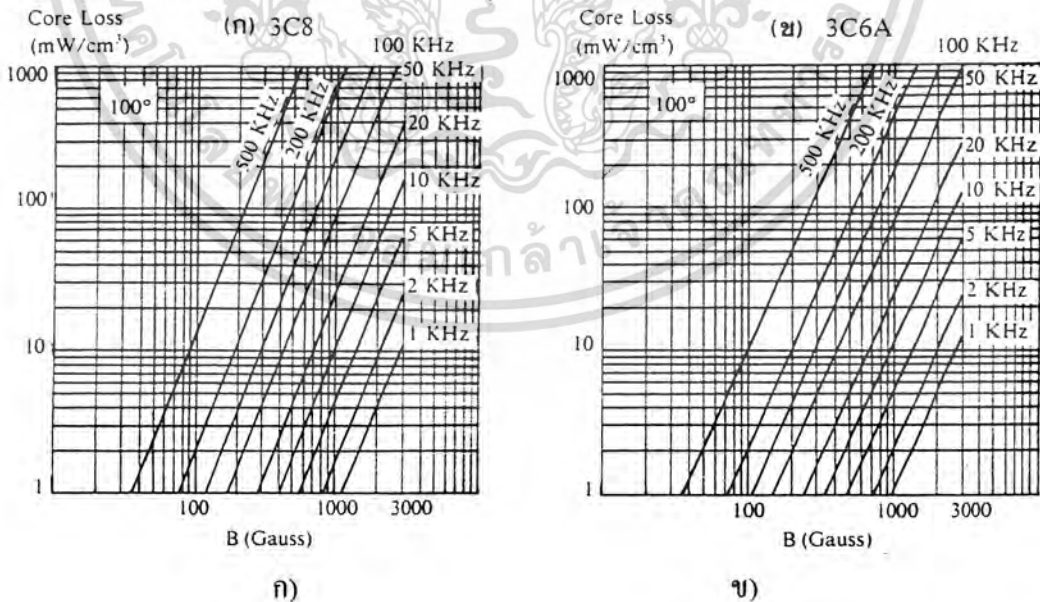 Core Loss
(mW/cm³)
(ก) 3C8
100 KHz
1000
50 KHz
100°
500 KHz
200 KHz
20 KHz
10 KHz
100
5 KHz
2 KHz
10
1 KHz
1
100
1000
3000
B (Gauss)
ก)
Core Loss
(mW/cm³)
(ข) 3C6A
100 KHz
1000
50 KHz
100°
500 KHz
200 KHz
20 KHz
10 KHz
100
5 KHz
2 KHz
10
1 KHz
1
100
1000
3000
B (Gauss)
ข)